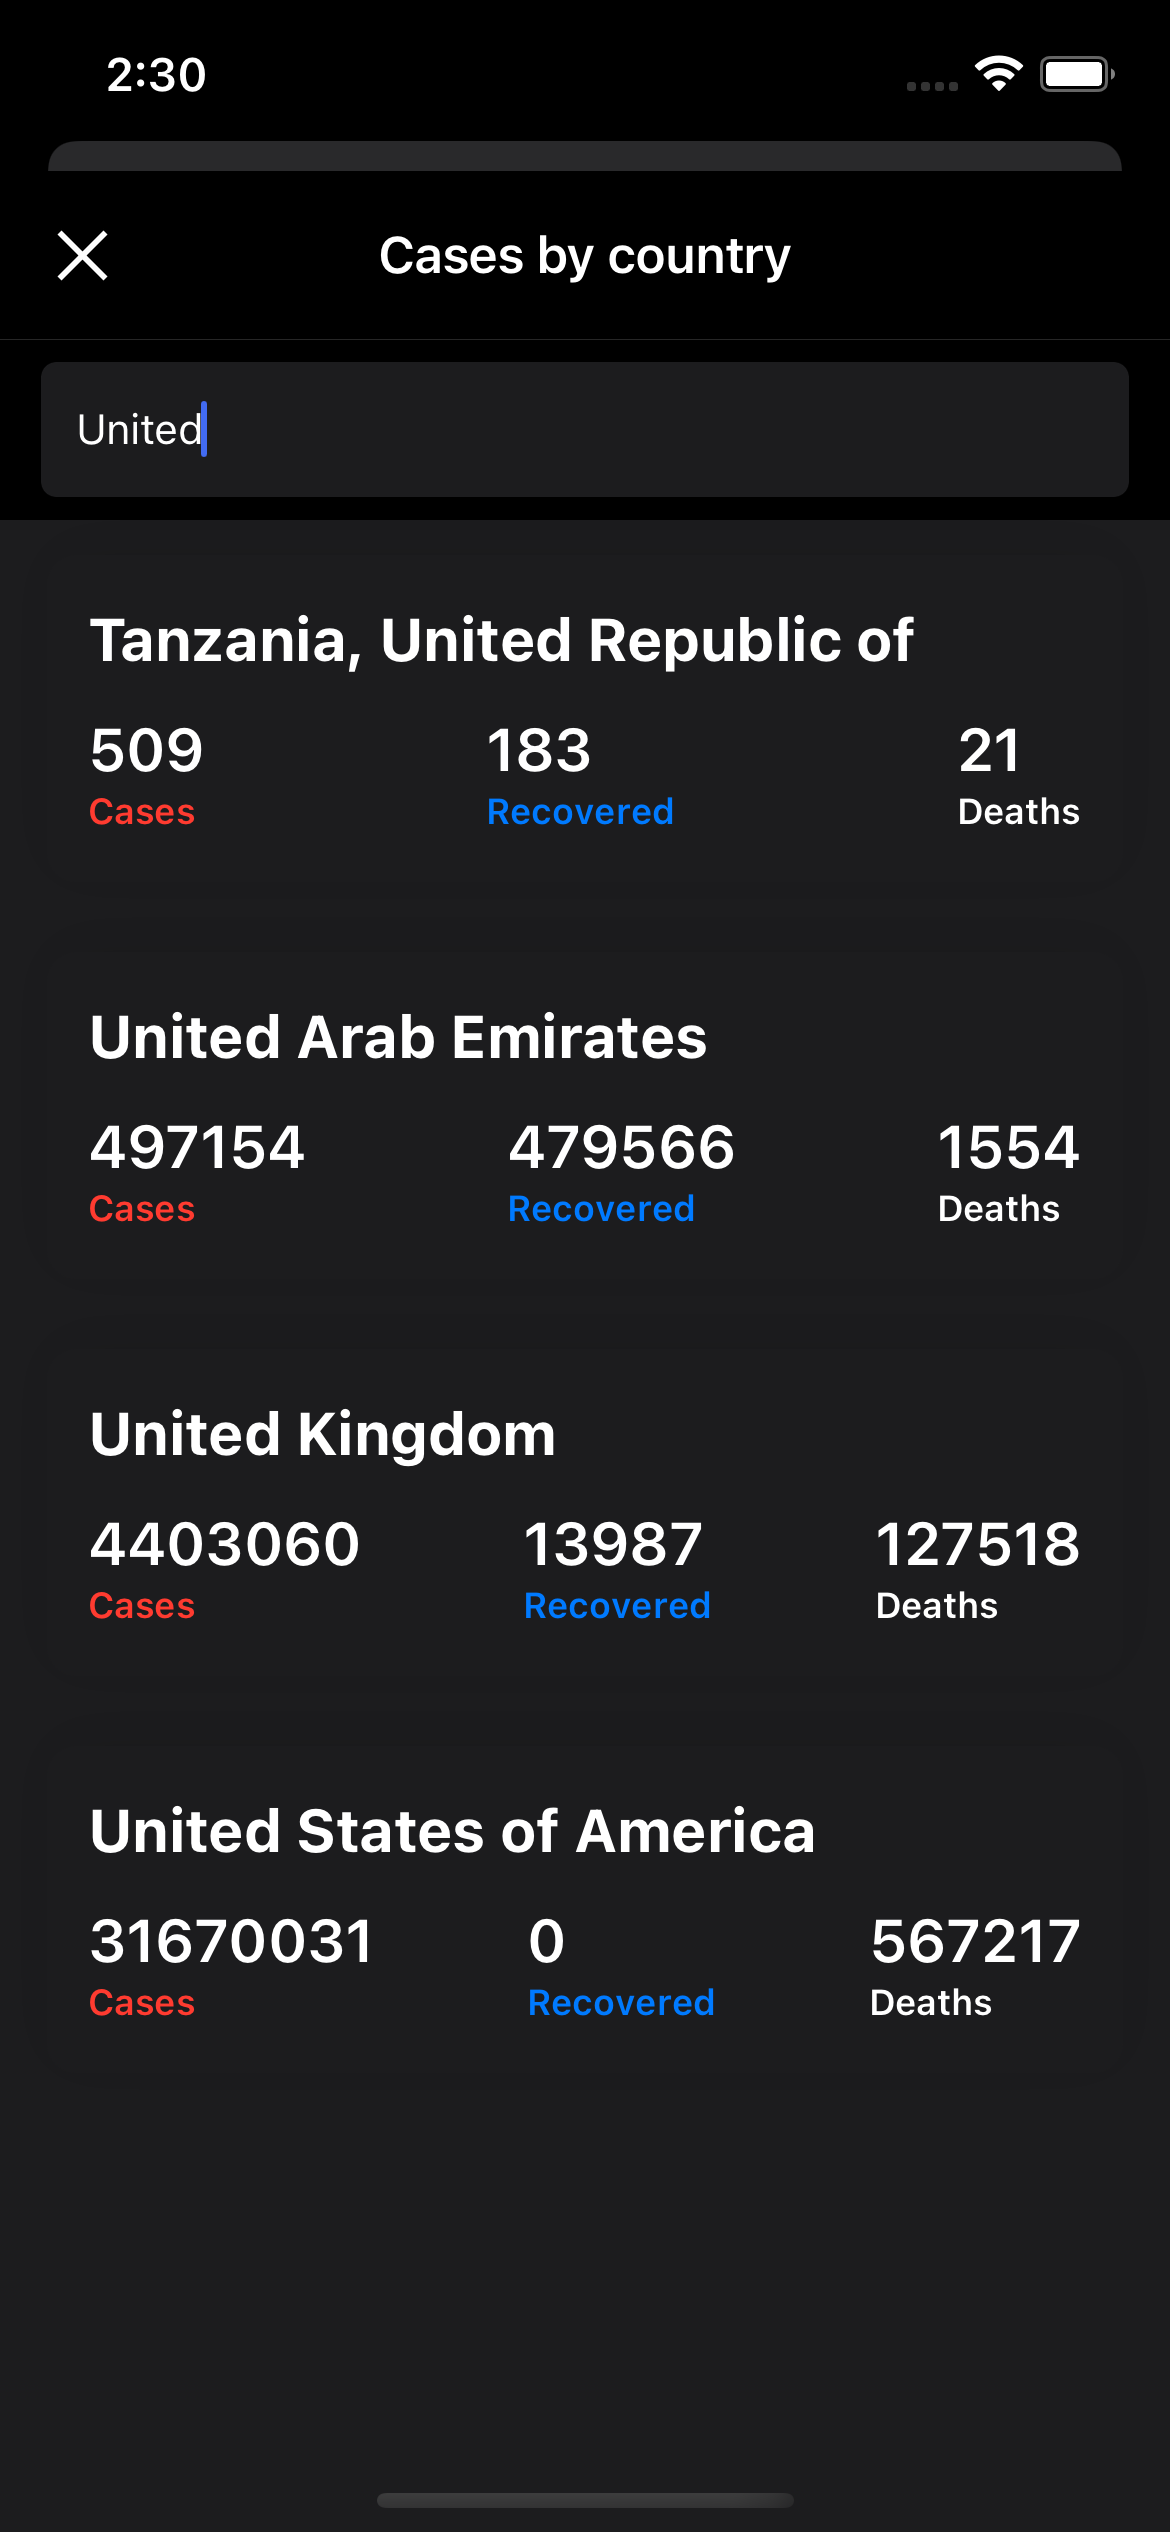 2:30
Cases by country
United
Tanzania, United Republic of
509 183 21
Cases Recovered Deaths
United Arab Emirates
497154 479566 1554
Cases Recovered Deaths
United Kingdom
4403060 13987 127518
Cases Recovered Deaths
United States of America
31670031 0 567217
Cases Recovered Deaths